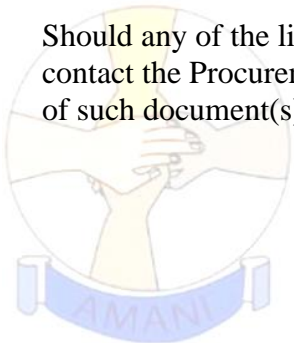 Should any of the li
contact the Procurer
of such document(s)
AMANI